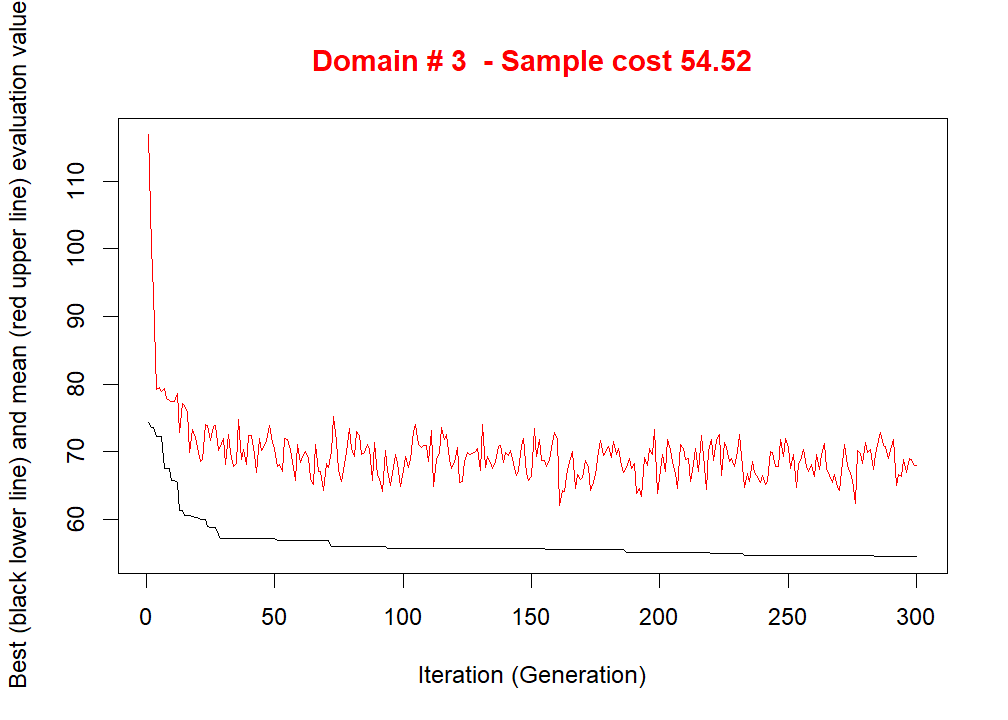 Domain # 3  - Sample cost 54.52
Best (black lower line) and mean (red upper line) evaluation value
110
100
90
80
70
60
0 50 100 150 200 250 300
Iteration (Generation)